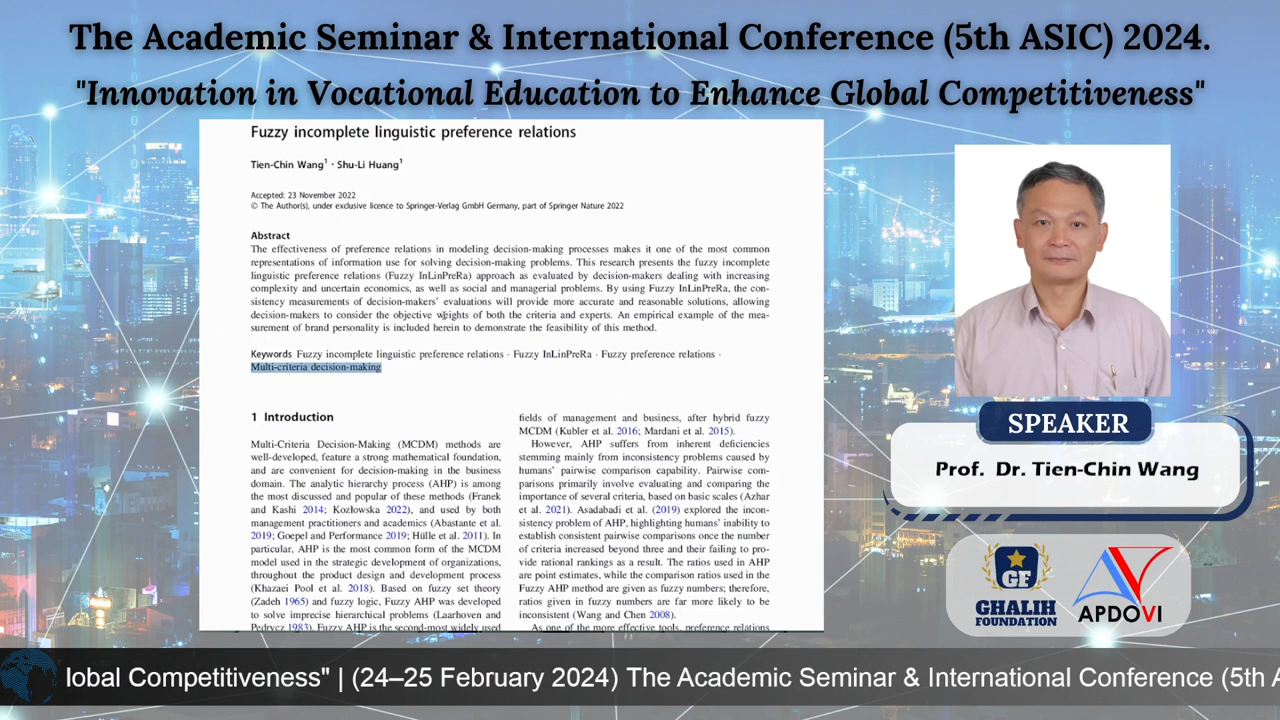 The Academic Seminar & International Conference (5th ASIC) 2024.
"Innovation in Vocational Education to Enhance Global Competitiveness"
Fuzzy incomplete linguistic preference relations
Tien-Chin Wang¹ · Shu-Li Huang¹
Accepted: 23 November 2022
© The Author(s), under exclusive licence to Springer-Verlag GmbH Germany, part of Springer Nature 2022
Abstract
The effectiveness of preference relations in modeling decision-making processes makes it one of the most common
representations of information use for solving decision-making problems. This research presents the fuzzy incomplete
linguistic preference relations (Fuzzy InLinPreRa) approach as evaluated by decision-makers dealing with increasing
complexity and uncertain economics, as well as social and managerial problems. By using Fuzzy InLinPreRa, the con-
sistency measurements of decision-makers' evaluations will provide more accurate and reasonable solutions, allowing
decision-makers to consider the objective weights of both the criteria and experts. An empirical example of the mea-
surement of brand personality is included herein to demonstrate the feasibility of this method.
Keywords Fuzzy incomplete linguistic preference relations · Fuzzy InLinPreRa · Fuzzy preference relations ·
Multi-criteria decision-making
1 Introduction
Multi-Criteria Decision-Making (MCDM) methods are
well-developed, feature a strong mathematical foundation,
and are convenient for decision-making in the business
domain. The analytic hierarchy process (AHP) is among
the most discussed and popular of these methods (Franek
and Kashi 2014; Kozłowska 2022), and used by both
management practitioners and academics (Abastante et al.
2019; Goepel and Performance 2019; Hülle et al. 2011). In
particular, AHP is the most common form of the MCDM
model used in the strategic development of organizations,
throughout the product design and development process
(Khazaei Pool et al. 2018). Based on fuzzy set theory
(Zadeh 1965) and fuzzy logic, Fuzzy AHP was developed
to solve imprecise hierarchical problems (Laarhoven and
Pedrycz 1983). Fuzzy AHP is the second-most widely used
fields of management and business, after hybrid fuzzy
MCDM (Kubler et al. 2016; Mardani et al. 2015).
However, AHP suffers from inherent deficiencies
stemming mainly from inconsistency problems caused by
humans' pairwise comparison capability. Pairwise com-
parisons primarily involve evaluating and comparing the
importance of several criteria, based on basic scales (Azhar
et al. 2021). Asadabadi et al. (2019) explored the incon-
sistency problem of AHP, highlighting humans' inability to
establish consistent pairwise comparisons once the number
of criteria increased beyond three and their failing to pro-
vide rational rankings as a result. The ratios used in AHP
are point estimates, while the comparison ratios used in the
Fuzzy AHP method are given as fuzzy numbers; therefore,
ratios given in fuzzy numbers are far more likely to be
inconsistent (Wang and Chen 2008).
As one of the more effective tools, preference relations
SPEAKER
Prof. Dr. Tien-Chin Wang
GF
GHALIH
FOUNDATION
APDOVI
lobal Competitiveness" | (24–25 February 2024) The Academic Seminar & International Conference (5th A